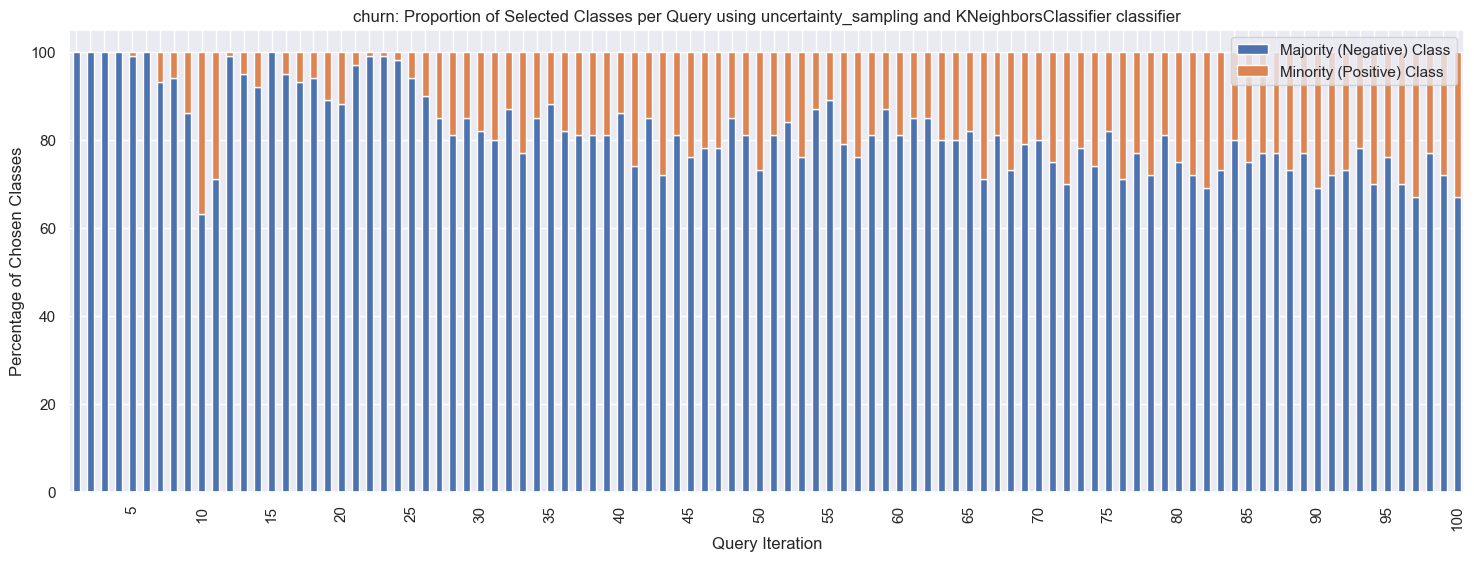 churn: Proportion of Selected Classes per Query using uncertainty_sampling and KNeighborsClassifier classifier
Majority (Negative) Class
Minority (Positive) Class
Percentage of Chosen Classes
100
80
60
40
20
0
5 10 15 20 25 30 35 40 45 50 55 60 65 70 75 80 85 90 95 100
Query Iteration